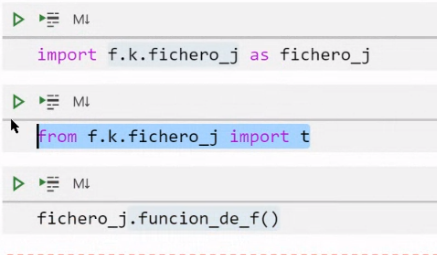 M↓
import f.k.fichero_j as fichero_j
M↓
from f.k.fichero_j import t
M↓
fichero_j.funcion_de_f()